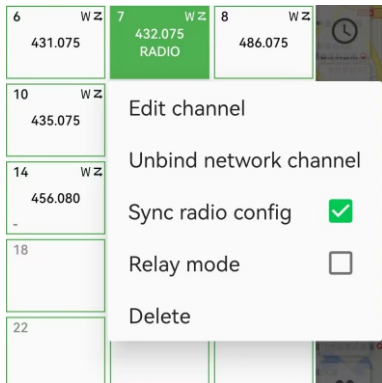 6 W Z 7 W Z 8 W Z
431.075 432.075 486.075
RADIO
10 W Z
435.075
14 W Z
456.080
-
18
22
Edit channel
Unbind network channel
Sync radio config
Relay mode
Delete